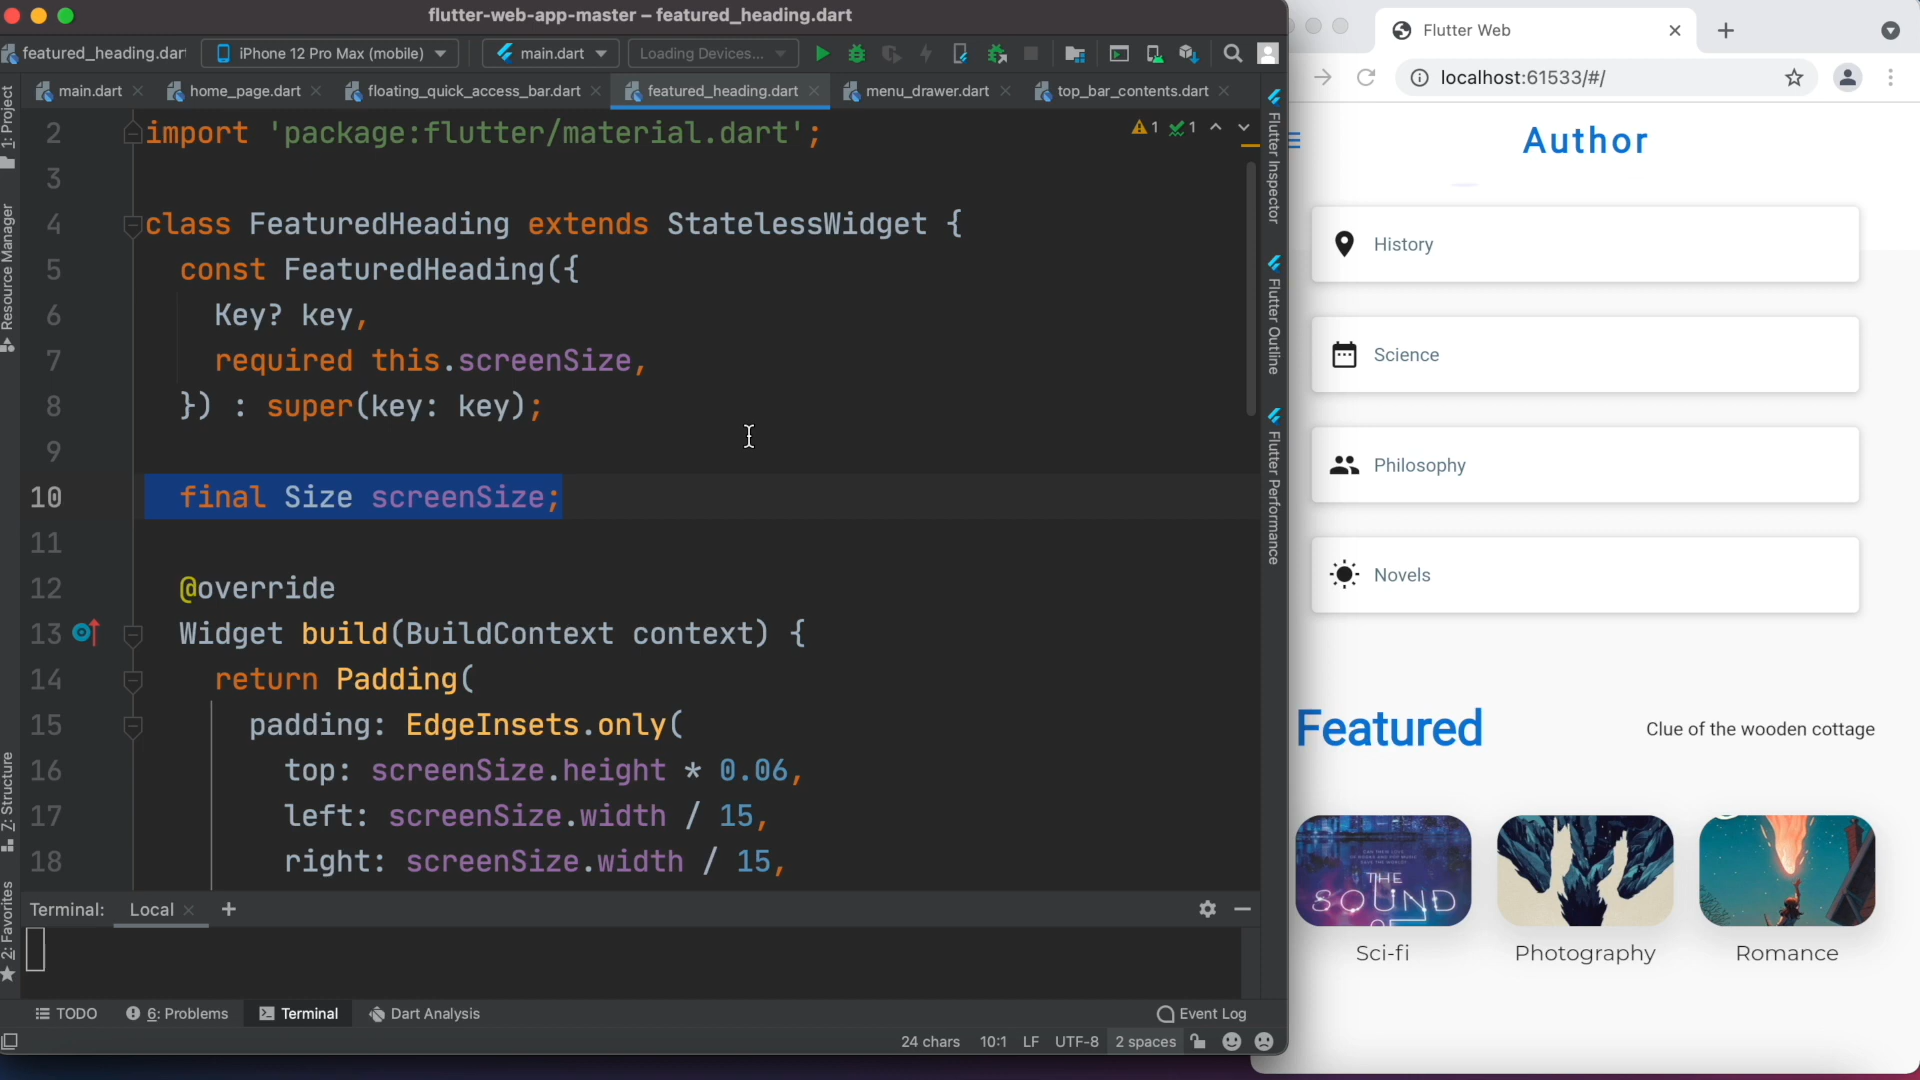 flutter-web-app-master – featured_heading.dart
featured_heading.dart
iPhone 12 Pro Max (mobile)
main.dart
Loading Devices...
main.dart
home_page.dart
floating_quick_access_bar.dart
featured_heading.dart
menu_drawer.dart
top_bar_contents.dart
1: Project
Resource Manager
Z: Structure
2: Favorites
2 import 'package:flutter/material.dart';
3
4 class FeaturedHeading extends StatelessWidget {
5 const FeaturedHeading({
6 Key? key,
7 required this.screenSize,
8 }) : super(key: key);
9
10 final Size screenSize;
11
12 @override
13 Widget build(BuildContext context) {
14 return Padding(
15 padding: EdgeInsets.only(
16 top: screenSize.height * 0.06,
17 left: screenSize.width / 15,
18 right: screenSize.width / 15,
1 1
Flutter Inspector
Flutter Outline
Flutter Performance
Terminal: Local
TODO
6: Problems
Terminal
Dart Analysis
Event Log
24 chars 10:1 LF UTF-8 2 spaces
Flutter Web
localhost:61533/#/
Author
History
Science
Philosophy
Novels
Featured
Clue of the wooden cottage
THE
SOUND
Sci-fi
Photography
Romance